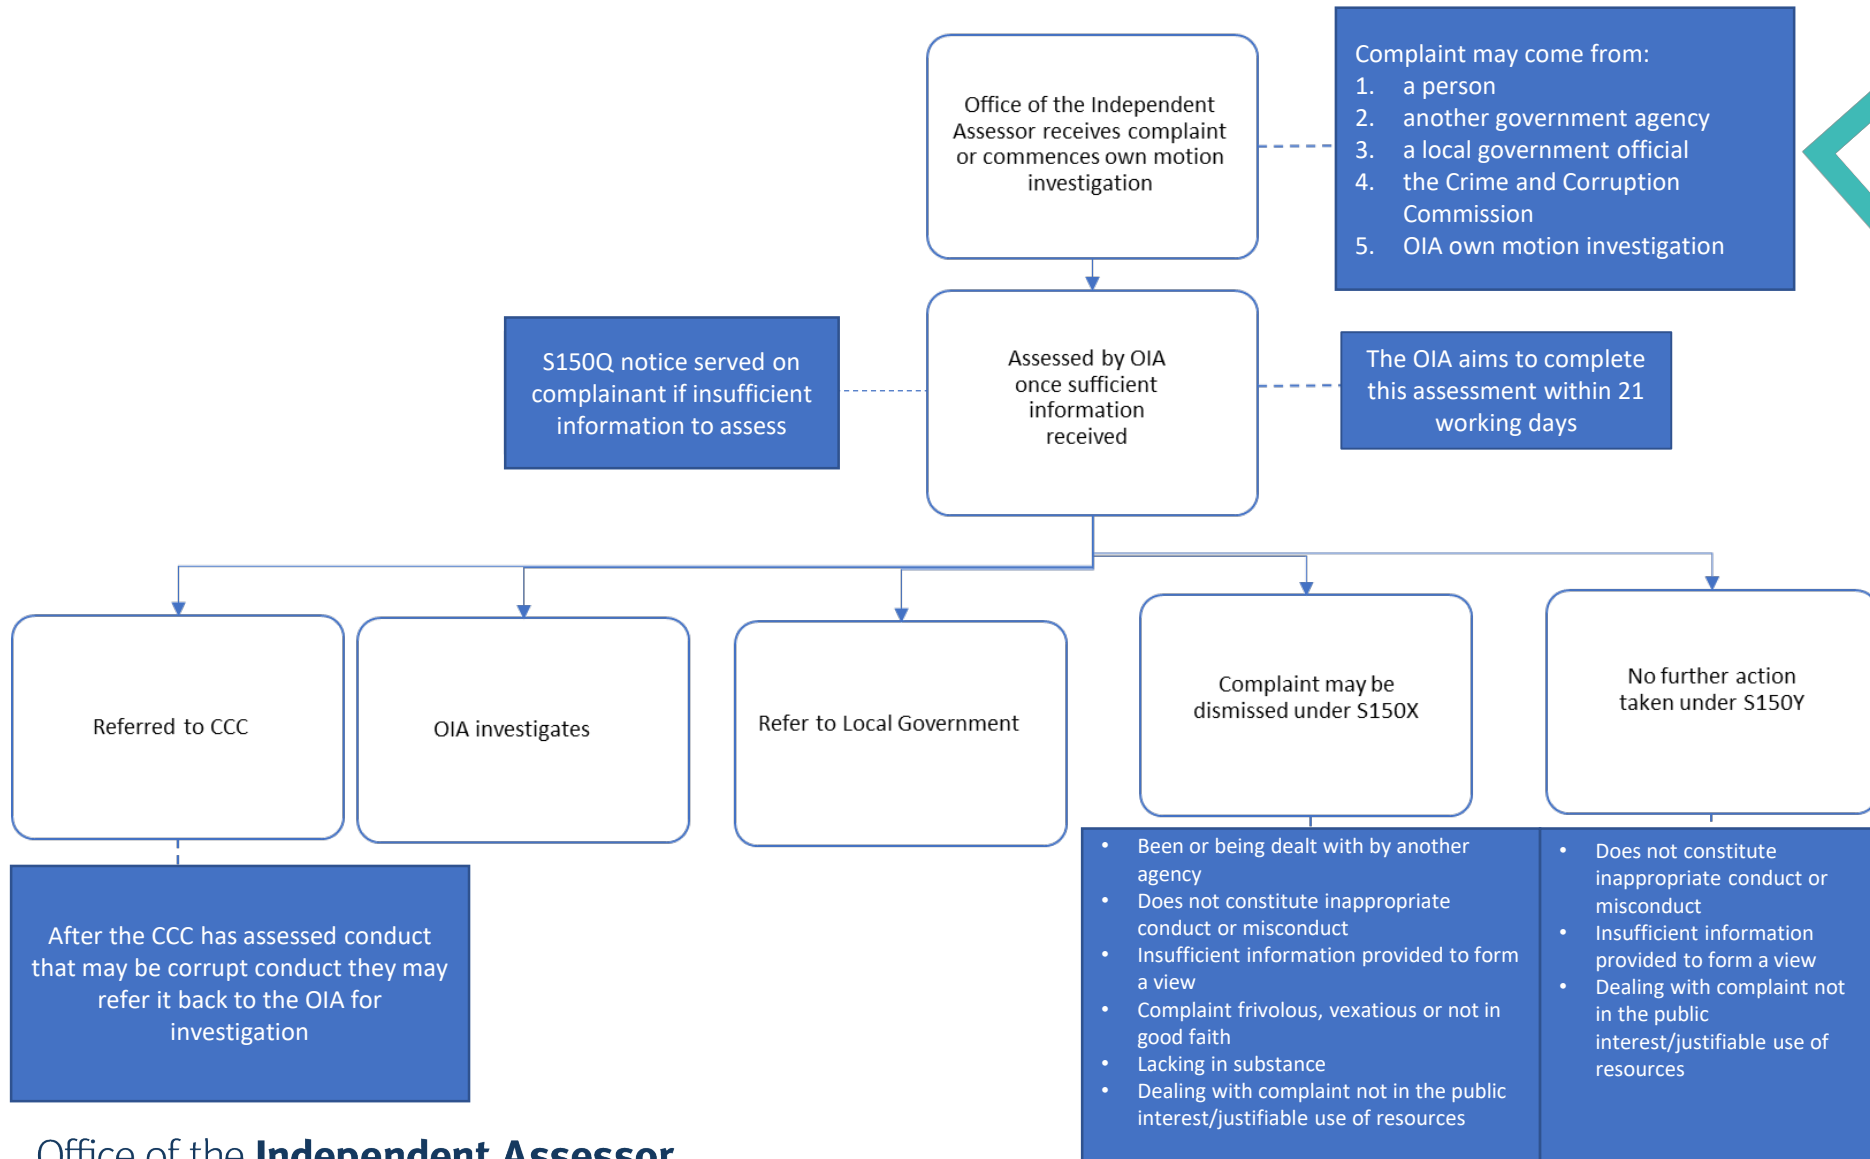 Office of the Independent
Assessor receives complaint
or commences own motion
investigation
Complaint may come from:
1. a person
2. another government agency
3. a local government official
4. the Crime and Corruption
Commission
5. OIA own motion investigation
S150Q notice served on
complainant if insufficient
information to assess
Assessed by OIA
once sufficient
information
received
The OIA aims to complete
this assessment within 21
working days
Referred to CCC
OIA investigates
Refer to Local Government
Complaint may be
dismissed under S150X
No further action
taken under S150Y
After the CCC has assessed conduct
that may be corrupt conduct they may
refer it back to the OIA for
investigation
• Been or being dealt with by another
agency
• Does not constitute inappropriate
conduct or misconduct
• Insufficient information provided to form
a view
• Complaint frivolous, vexatious or not in
good faith
• Lacking in substance
• Dealing with complaint not in the public
interest/justifiable use of resources
• Does not constitute
inappropriate conduct or
misconduct
• Insufficient information
provided to form a view
• Dealing with complaint not
in the public
interest/justifiable use of
resources
Office of the Independent Assessor